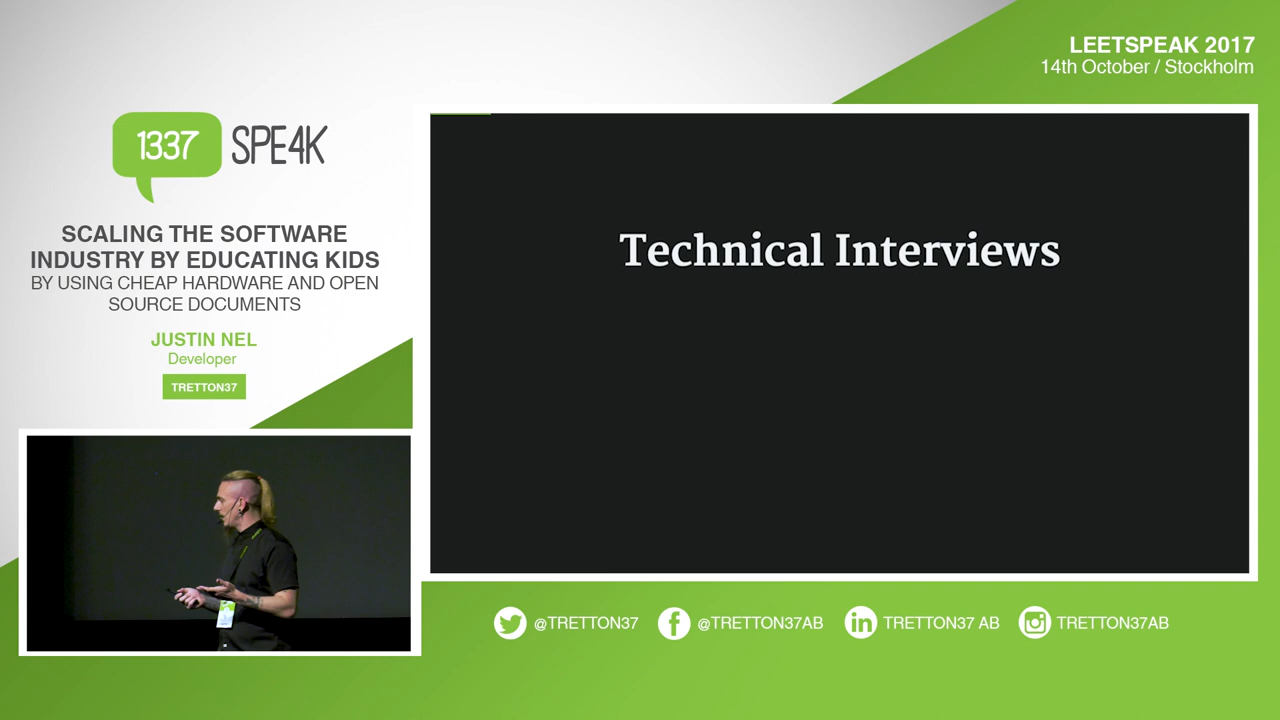 LEETSPEAK 2017
14th October / Stockholm
1337 SPE4K
SCALING THE SOFTWARE
INDUSTRY BY EDUCATING KIDS
BY USING CHEAP HARDWARE AND OPEN
SOURCE DOCUMENTS
JUSTIN NEL
Developer
TRETTON37
Technical Interviews
@TRETTON37
@TRETTON37AB
TRETTON37 AB
TRETTON37AB